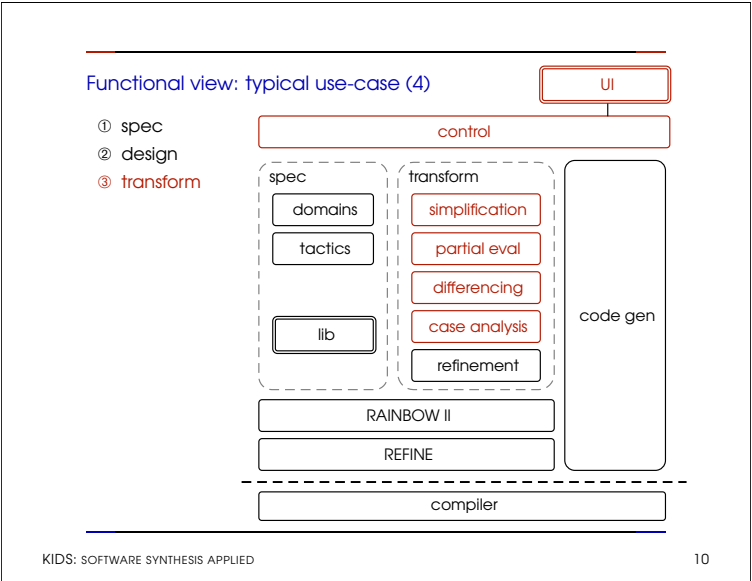 Functional view: typical use-case (4)
UI
① spec
② design
③ transform
control
spec
domains
tactics
lib
transform
simplification
partial eval
differencing
case analysis
refinement
code gen
RAINBOW II
REFINE
compiler
KIDS: SOFTWARE SYNTHESIS APPLIED
10